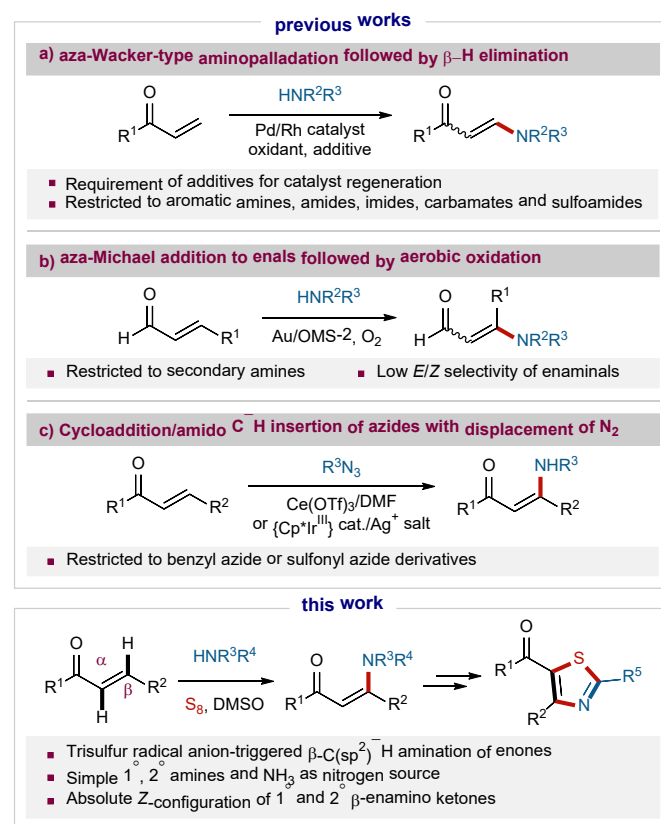 previous works
a) aza-Wacker-type aminopalladation followed by β–H elimination
O
R¹
HNR²R³
Pd/Rh catalyst
oxidant, additive
O
R¹
NR²R³
▪ Requirement of additives for catalyst regeneration
▪ Restricted to aromatic amines, amides, imides, carbamates and sulfoamides
b) aza-Michael addition to enals followed by aerobic oxidation
O
H
R¹
HNR²R³
Au/OMS-2, O₂
O
R¹
H
NR²R³
▪ Restricted to secondary amines
▪ Low E/Z selectivity of enaminals
c) Cycloaddition/amido C–H insertion of azides with displacement of N₂
O
R¹
R²
R³N₃
Ce(OTf)₃/DMF
or {Cp*Irᴵᴵᴵ} cat./Ag⁺ salt
O
NHR³
R¹
R²
▪ Restricted to benzyl azide or sulfonyl azide derivatives
this work
O
H
α
R¹
β
R²
H
HNR³R⁴
S₈, DMSO
O
NR³R⁴
R¹
R²
O
R¹
S
R⁵
N
R²
▪ Trisulfur radical anion-triggered β-C(sp²)–H amination of enones
▪ Simple 1°, 2° amines and NH₃ as nitrogen source
▪ Absolute Z-configuration of 1° and 2° β-enamino ketones